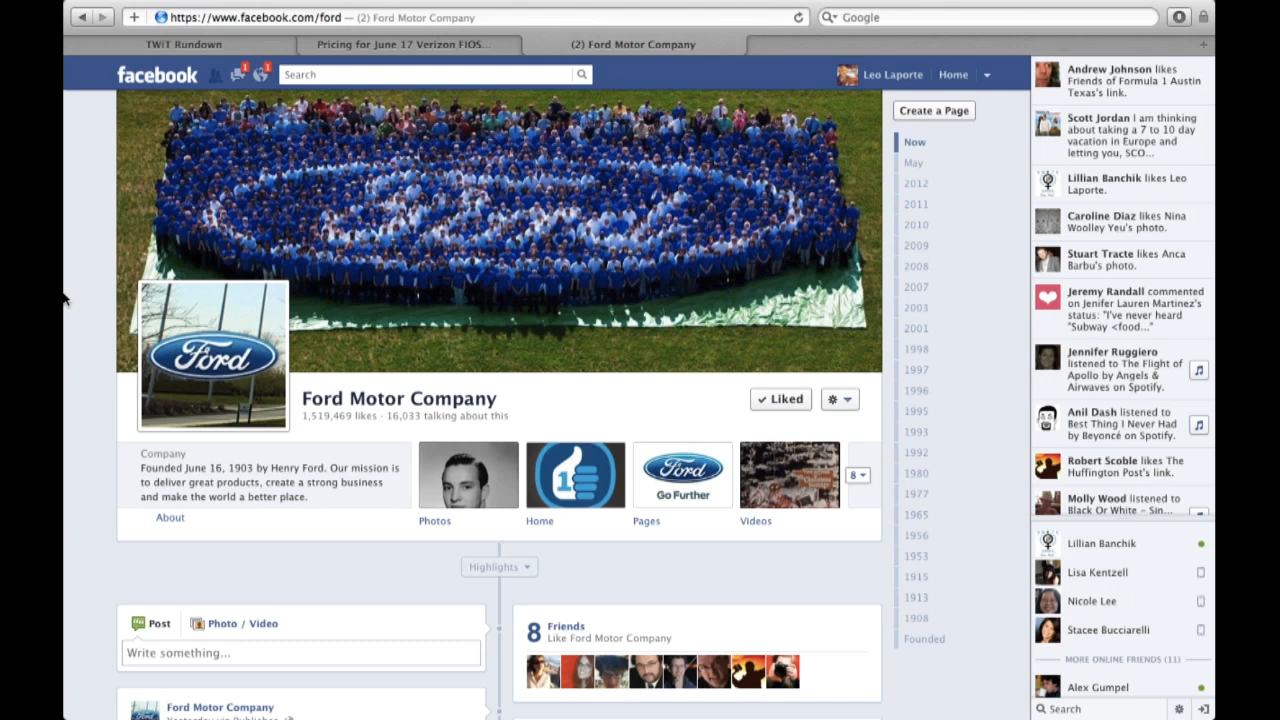 https://www.facebook.com/ford — (2) Ford Motor Company
Google
TWiT Rundown
Pricing for June 17 Verizon FIOS...
(2) Ford Motor Company
facebook
1
1
Search
Leo Laporte
Home
Create a Page
Now
May
2012
2011
2010
2009
2008
2007
2003
2001
1998
1997
1996
1995
1993
1992
1980
1977
1965
1956
1953
1915
1913
1908
Founded
Ford
Ford Motor Company
1,519,469 likes · 16,033 talking about this
Liked
Company
Founded June 16, 1903 by Henry Ford. Our mission is
to deliver great products, create a strong business
and make the world a better place.
About
Photos
1
Home
Ford
Go Further
Pages
Videos
8
Highlights
Post
Photo / Video
Write something...
8 Friends
Like Ford Motor Company
Ford Motor Company
Yesterday via Publisher
Andrew Johnson likes
Friends of Formula 1 Austin
Texas's link.
Scott Jordan I am thinking
about taking a 7 to 10 day
vacation in Europe and
letting you, SCO...
Lillian Banchik likes Leo
Laporte.
Caroline Diaz likes Nina
Woolley Yeu's photo.
Stuart Tracte likes Anca
Barbu's photo.
Jeremy Randall commented
on Jenifer Lauren Martinez's
status: "I've never heard
"Subway <food..."
Jennifer Ruggiero
listened to The Flight of
Apollo by Angels &
Airwaves on Spotify.
Anil Dash listened to
Best Thing I Never Had
by Beyoncé on Spotify.
Robert Scoble likes The
Huffington Post's link.
Molly Wood listened to
Black Or White – Sin...
Lillian Banchik
Lisa Kentzell
Nicole Lee
Stacee Bucciarelli
MORE ONLINE FRIENDS (11)
Alex Gumpel
Search